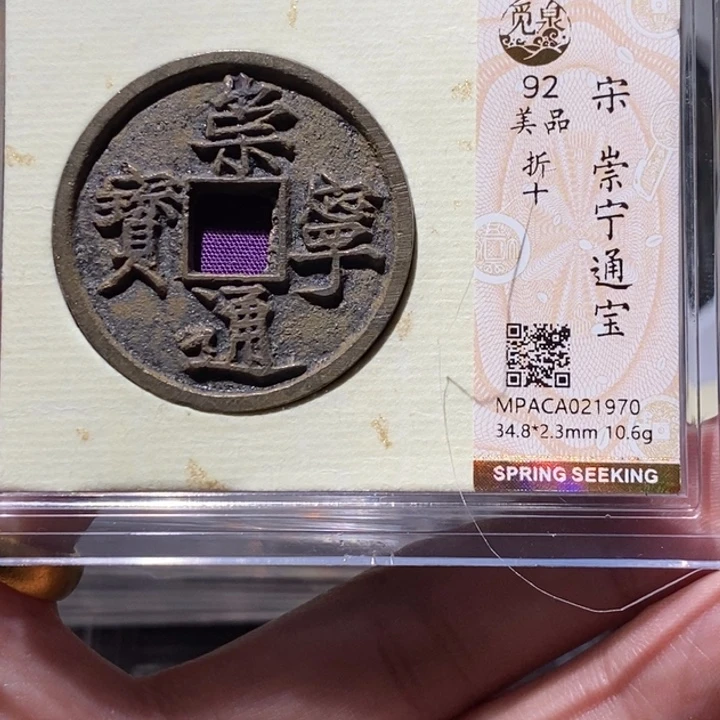 崇
寧
通
寶
覓泉
92
美品
折十
宋 崇宁通宝
MPACA021970
34.8*2.3mm 10.6g
SPRING SEEKING